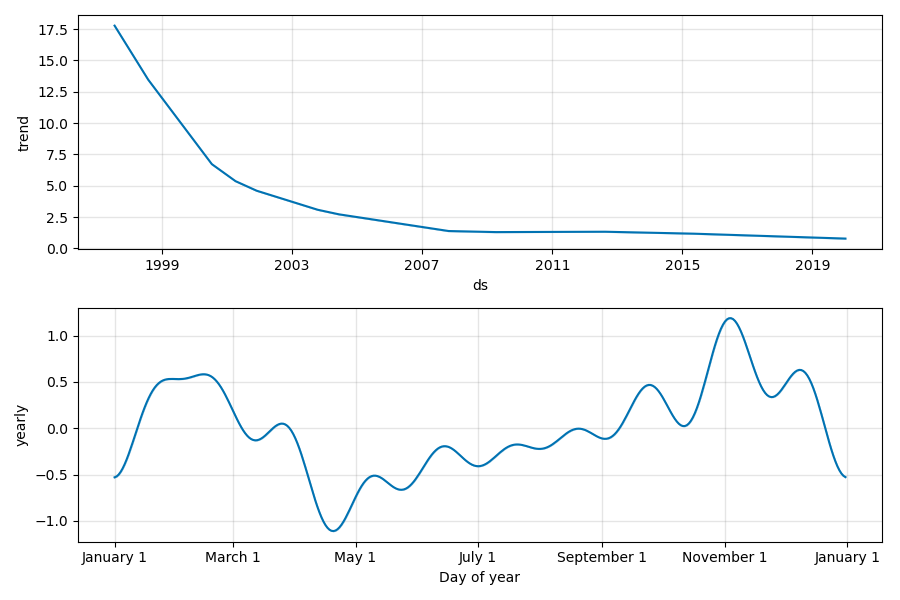 17.5
15.0
12.5
10.0
7.5
5.0
2.5
0.0
trend
1999 2003 2007 2011 2015 2019
ds
1.0
0.5
0.0
−0.5
−1.0
yearly
January 1 March 1 May 1 July 1 September 1 November 1 January 1
Day of year